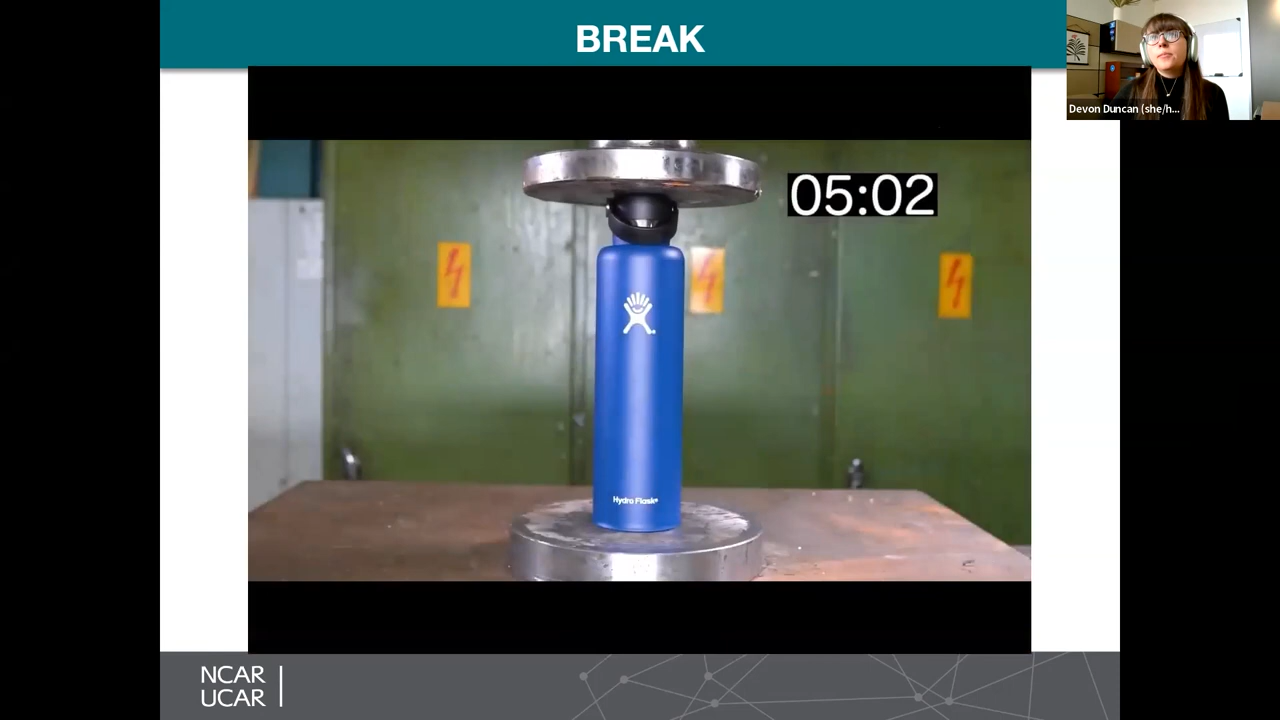 BREAK
Devon Duncan (she/h...
05:02
Hydro Flask®
NCAR
UCAR